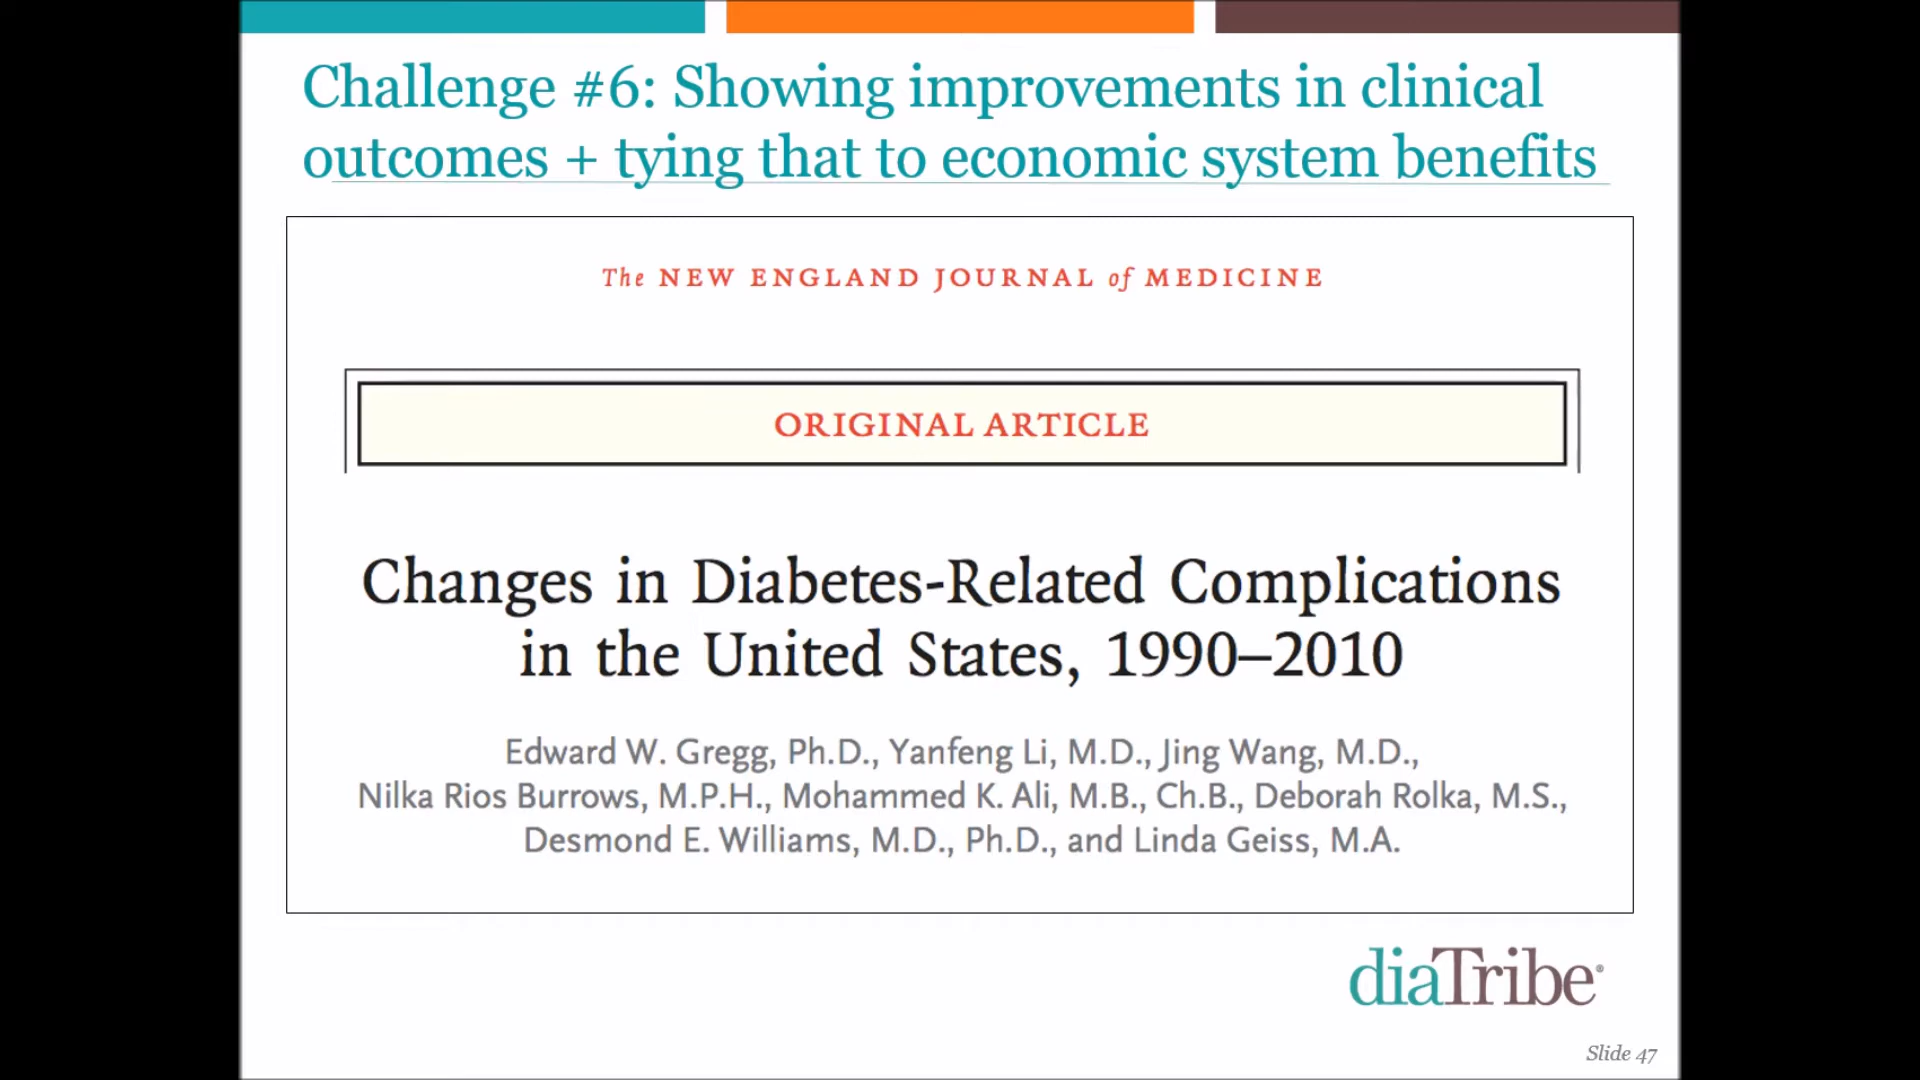 Challenge #6: Showing improvements in clinical
outcomes + tying that to economic system benefits
The NEW ENGLAND JOURNAL of MEDICINE
ORIGINAL ARTICLE
Changes in Diabetes-Related Complications
in the United States, 1990–2010
Edward W. Gregg, Ph.D., Yanfeng Li, M.D., Jing Wang, M.D.,
Nilka Rios Burrows, M.P.H., Mohammed K. Ali, M.B., Ch.B., Deborah Rolka, M.S.,
Desmond E. Williams, M.D., Ph.D., and Linda Geiss, M.A.
diaTribe®
Slide 47